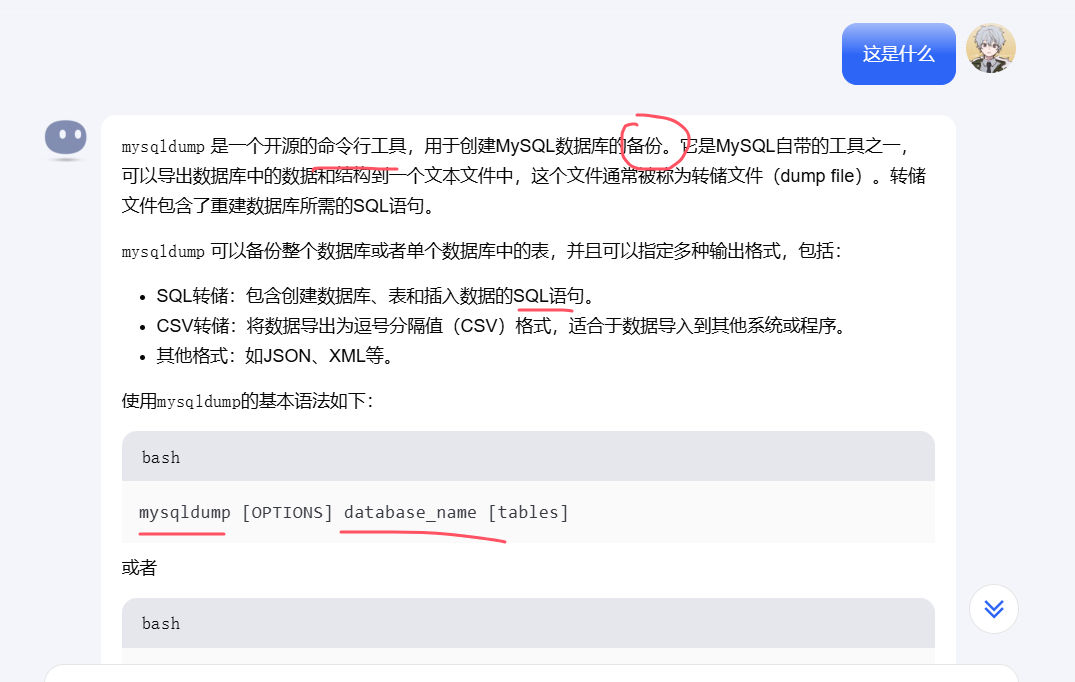 这是什么
mysqldump 是一个开源的命令行工具，用于创建MySQL数据库的备份。它是MySQL自带的工具之一，
可以导出数据库中的数据和结构到一个文本文件中，这个文件通常被称为转储文件（dump file）。转储
文件包含了重建数据库所需的SQL语句。
mysqldump 可以备份整个数据库或者单个数据库中的表，并且可以指定多种输出格式，包括：
• SQL转储：包含创建数据库、表和插入数据的SQL语句。
• CSV转储：将数据导出为逗号分隔值（CSV）格式，适合于数据导入到其他系统或程序。
• 其他格式：如JSON、XML等。
使用mysqldump的基本语法如下：
bash
mysqldump [OPTIONS] database_name [tables]
或者
bash